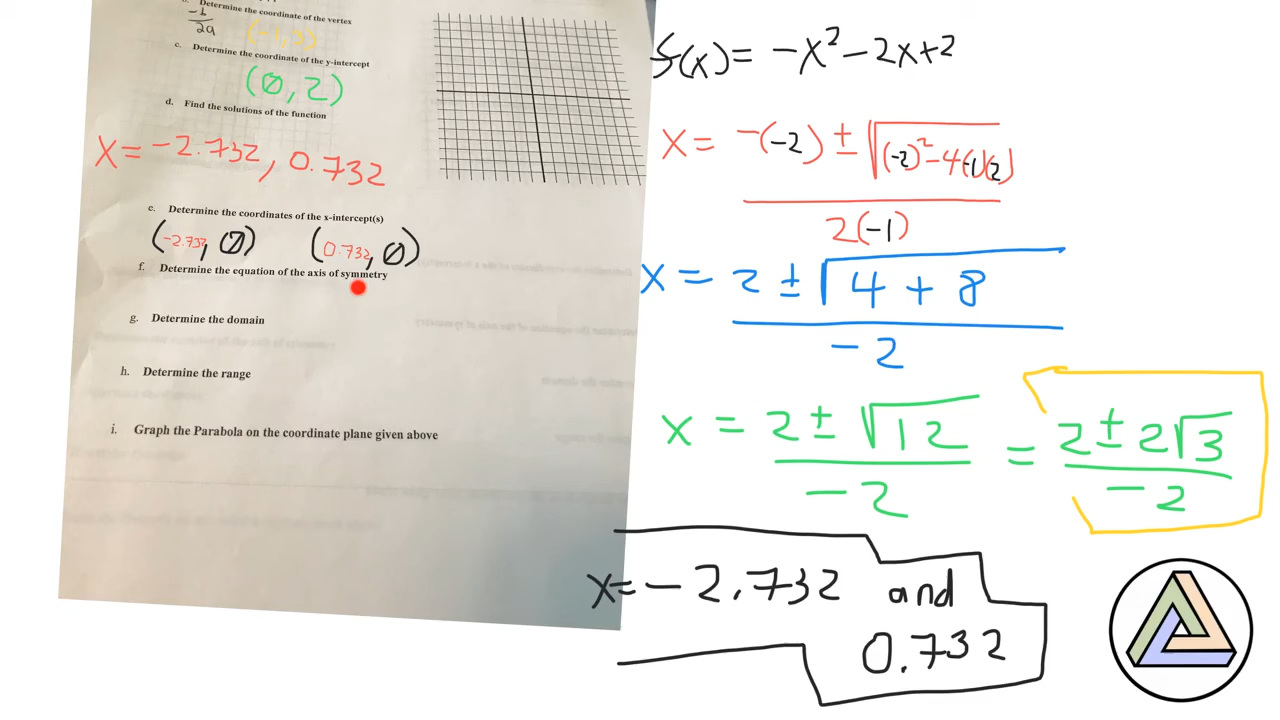 Determine the coordinate of the vertex
2a
(-1,3)
c. Determine the coordinate of the y-intercept
(0, 2)
d. Find the solutions of the function
x = -2.732, 0.732
e. Determine the coordinates of the x-intercept(s)
(-2.732, 0) (0.732, 0)
f. Determine the equation of the axis of symmetry
g. Determine the domain
h. Determine the range
i. Graph the Parabola on the coordinate plane given above
f(x) = -x² - 2x + 2
x = -(-2) ± √(-2)² - 4(-1)(2)
2(-1)
x = 2 ± √4 + 8
-2
x = 2 ± √12 = 2 ± 2√3
-2 -2
x = -2.732 and
0.732